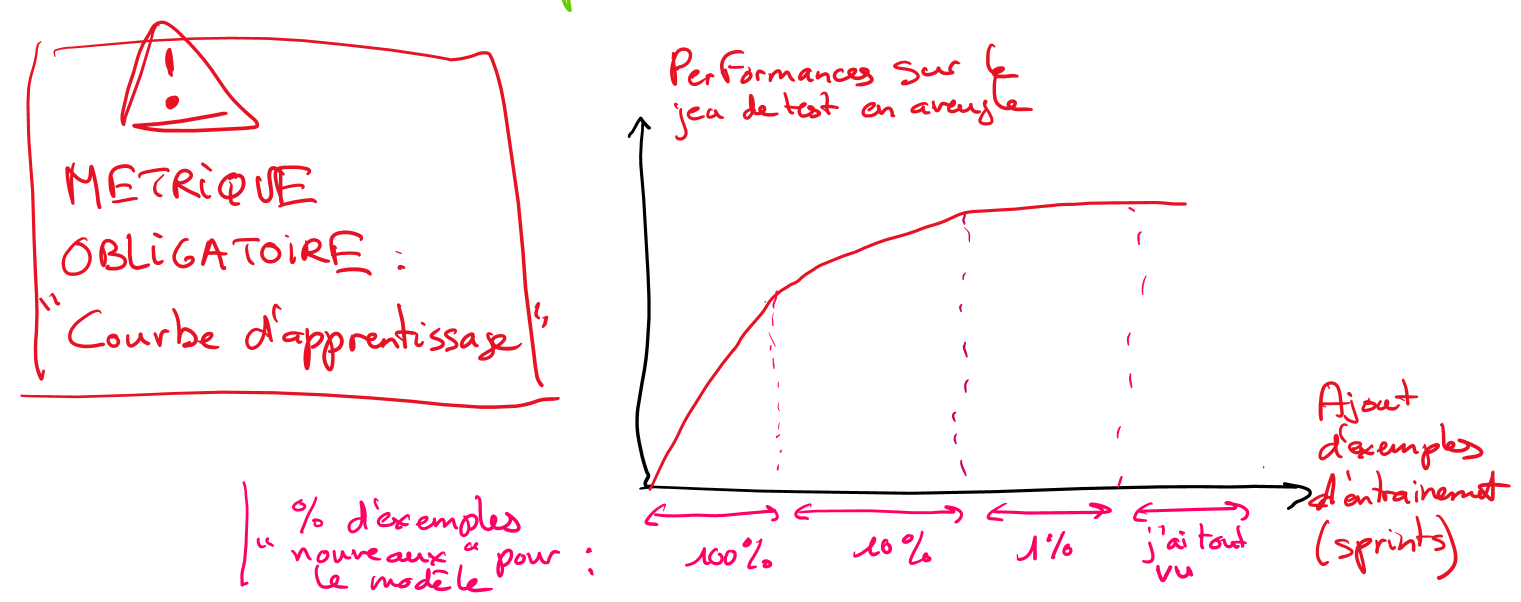 !
METRIQUE
OBLIGATOIRE :
"Courbe d'apprentissage"
Performances sur le
jeu de test en aveugle
Ajout
d'exemples
d'entrainement
(sprints)
% d'exemples
"nouveaux" pour :
le modèle
100%
10%
1%
j'ai tout
vu